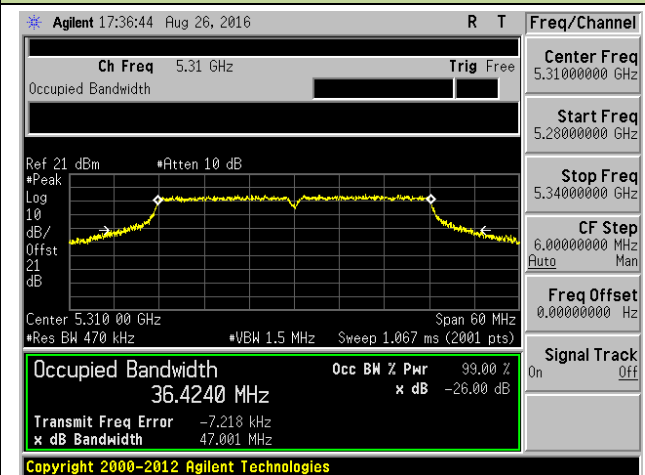 Agilent 17:36:44 Aug 26, 2016 R T
Freq/Channel
Ch Freq 5.31 GHz Trig Free
Occupied Bandwidth
Center Freq
5.31000000 GHz
Start Freq
5.28000000 GHz
Stop Freq
5.34000000 GHz
CF Step
6.00000000 MHz
Auto Man
Freq Offset
0.00000000 Hz
Signal Track
On Off
Ref 21 dBm #Atten 10 dB
#Peak
Log
10
dB/
Offst
21
dB
Center 5.310 00 GHz Span 60 MHz
#Res BW 470 kHz #VBW 1.5 MHz Sweep 1.067 ms (2001 pts)
Occupied Bandwidth Occ BW % Pwr 99.00 %
36.4240 MHz x dB -26.00 dB
Transmit Freq Error -7.218 kHz
x dB Bandwidth 47.001 MHz
Copyright 2000-2012 Agilent Technologies